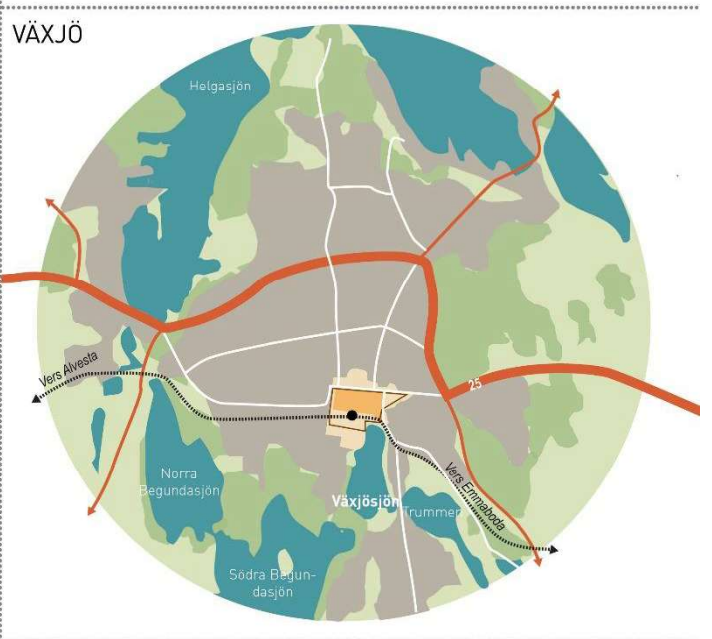 VÄXJÖ
Helgasjön
Vers Alvesta
25
Norra
Begundasjön
Växjösjön
Trummen
Vers Emmaboda
Södra Begun-
dasjön